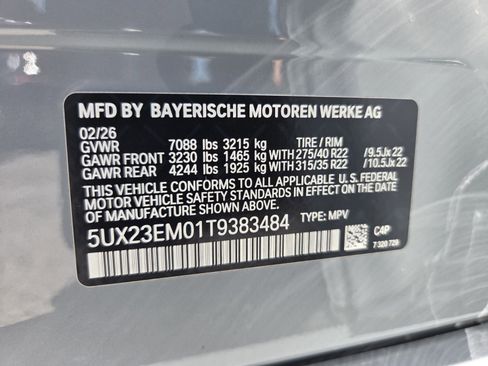 MFD BY BAYERISCHE MOTOREN WERKE AG
02/26
GVWR 7088 lbs 3215 kg TIRE / RIM
GAWR FRONT 3230 lbs 1465 kg WITH 275/40 R22 /9.5Jx22
GAWR REAR 4244 lbs 1925 kg WITH 315/35 R22 /10.5Jx22
THIS VEHICLE CONFORMS TO ALL APPLICABLE U.S. FEDERAL
MOTOR VEHICLE SAFETY STANDARDS IN EFFECT ON
THE DATE OF MANUFACTURE SHOWN ABOVE.
5UX23EM01T9383484 TYPE: MPV
C4P
7 320 729